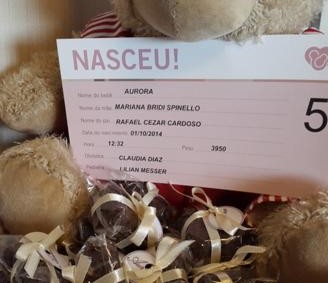 NASCEU!
Nome do bebê AURORA
Nome da mãe MARIANA BRIDI SPINELLO
Nome do pai RAFAEL CEZAR CARDOSO
Data do nascimento 01/10/2014
Hora 12:32 Peso 3950
Obstetra CLAUDIA DIAZ
Pediatra LILIAN MESSER
5